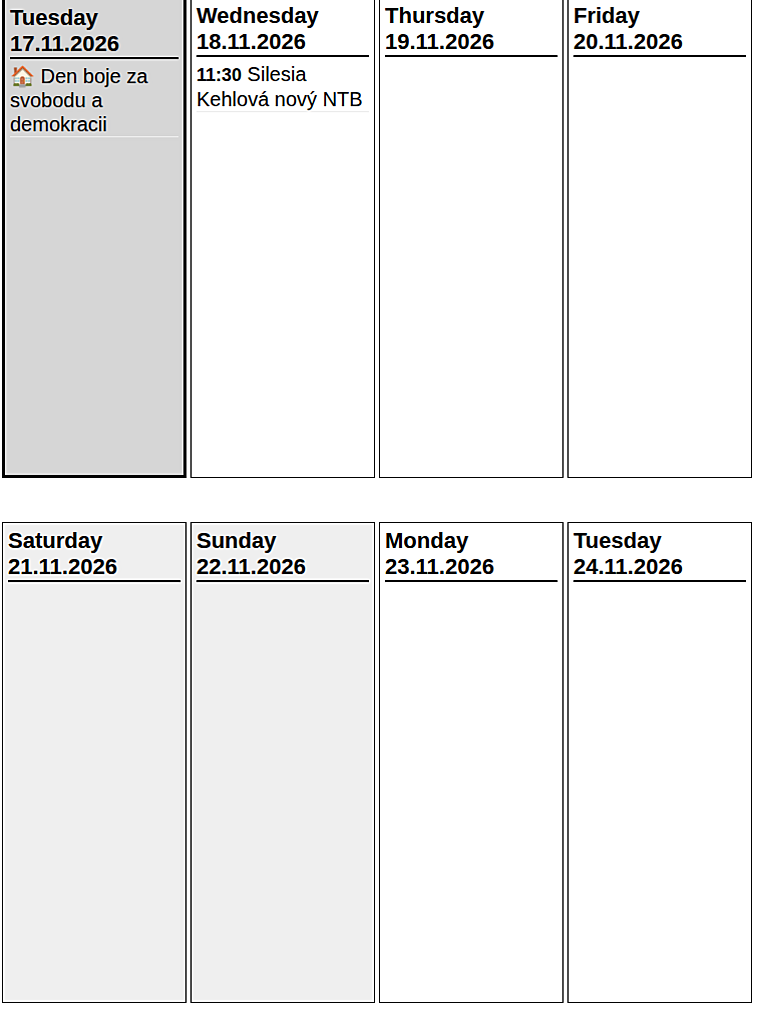 Tuesday
17.11.2026
🏠 Den boje za
svobodu a
demokracii
Wednesday
18.11.2026
11:30 Silesia
Kehlová nový NTB
Thursday
19.11.2026
Friday
20.11.2026
Saturday
21.11.2026
Sunday
22.11.2026
Monday
23.11.2026
Tuesday
24.11.2026